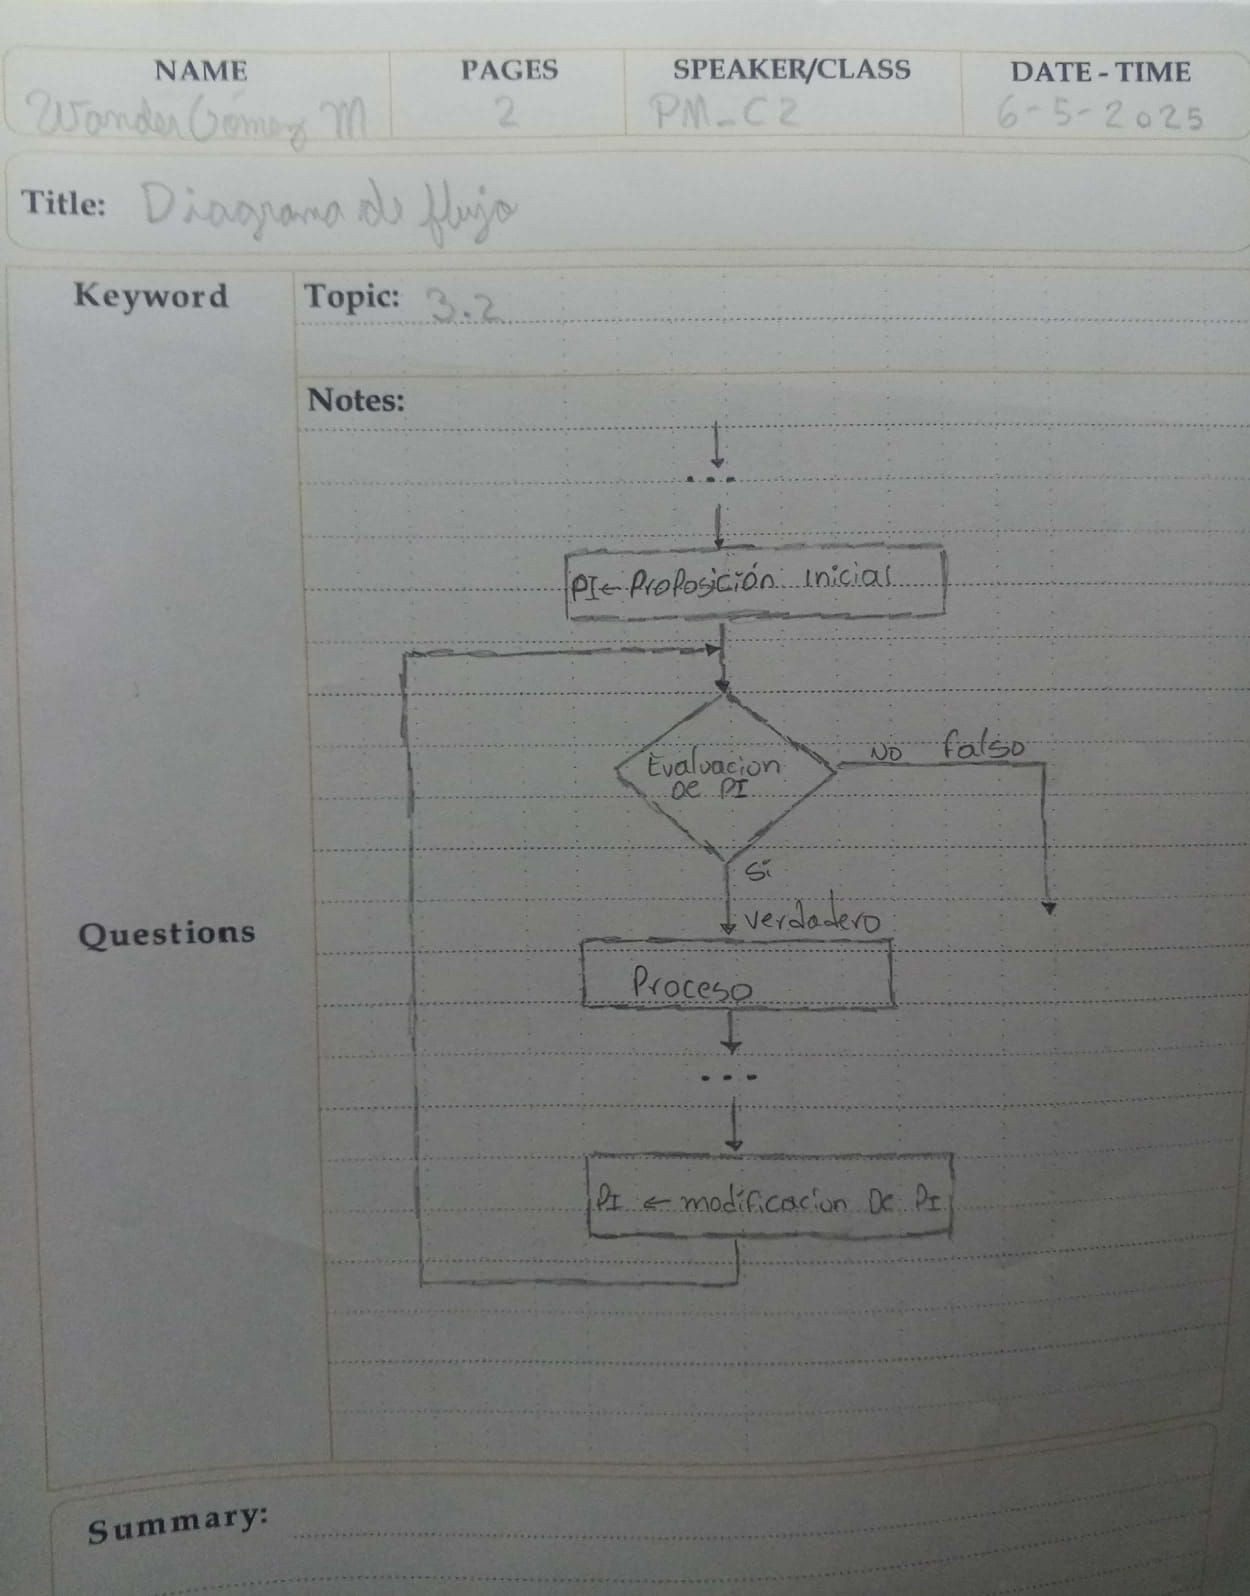 NAME PAGES SPEAKER/CLASS DATE - TIME
Wander Gómez M 2 PM_C2 6-5-2025
Title: Diagrama de flujo
Keyword
Topic: 3.2
Notes:
...
PI ← Proposición inicial
Evaluacion
De PI
No falso
Si
verdadero
Questions
Proceso
...
PI ← modificacion De PI
Summary: